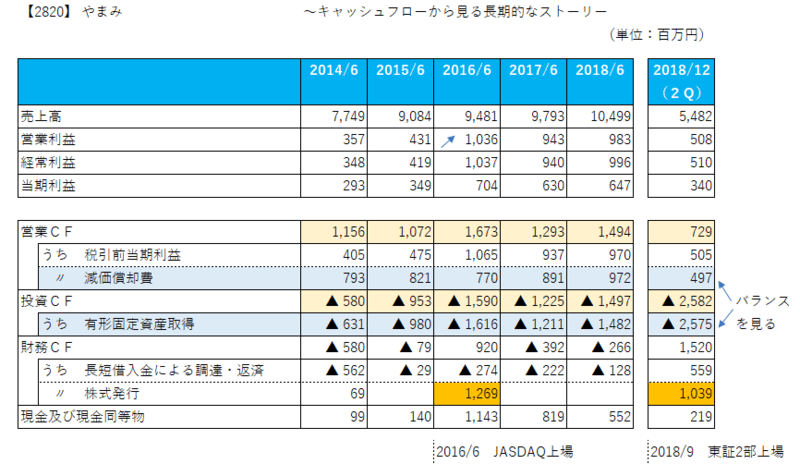 【2820】 やまみ ～キャッシュフローから見る長期的なストーリー
（単位：百万円）
2014/6 2015/6 2016/6 2017/6 2018/6 2018/12
（２Ｑ）
売上高 7,749 9,084 9,481 9,793 10,499 5,482
営業利益 357 431 1,036 943 983 508
経常利益 348 419 1,037 940 996 510
当期利益 293 349 704 630 647 340
営業ＣＦ 1,156 1,072 1,673 1,293 1,494 729
うち 税引前当期利益 405 475 1,065 937 970 505
〃 減価償却費 793 821 770 891 972 497
投資ＣＦ ▲ 580 ▲ 953 ▲ 1,590 ▲ 1,225 ▲ 1,497 ▲ 2,582 バランス
うち 有形固定資産取得 ▲ 631 ▲ 980 ▲ 1,616 ▲ 1,211 ▲ 1,482 ▲ 2,575 を見る
財務ＣＦ ▲ 580 ▲ 79 920 ▲ 392 ▲ 266 1,520
うち 長短借入金による調達・返済 ▲ 562 ▲ 29 ▲ 274 ▲ 222 ▲ 128 559
〃 株式発行 69 1,269 1,039
現金及び現金同等物 99 140 1,143 819 552 219
2016/6 JASDAQ上場 2018/9 東証2部上場